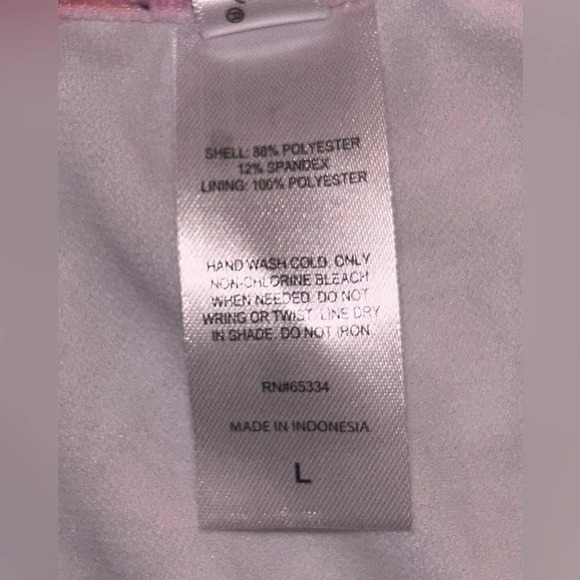 ®
SHELL: 88% POLYESTER
12% SPANDEX
LINING: 100% POLYESTER
HAND WASH COLD, ONLY
NON-CHLORINE BLEACH
WHEN NEEDED. DO NOT
WRING OR TWIST. LINE DRY
IN SHADE. DO NOT IRON.
RN#65334
MADE IN INDONESIA
L